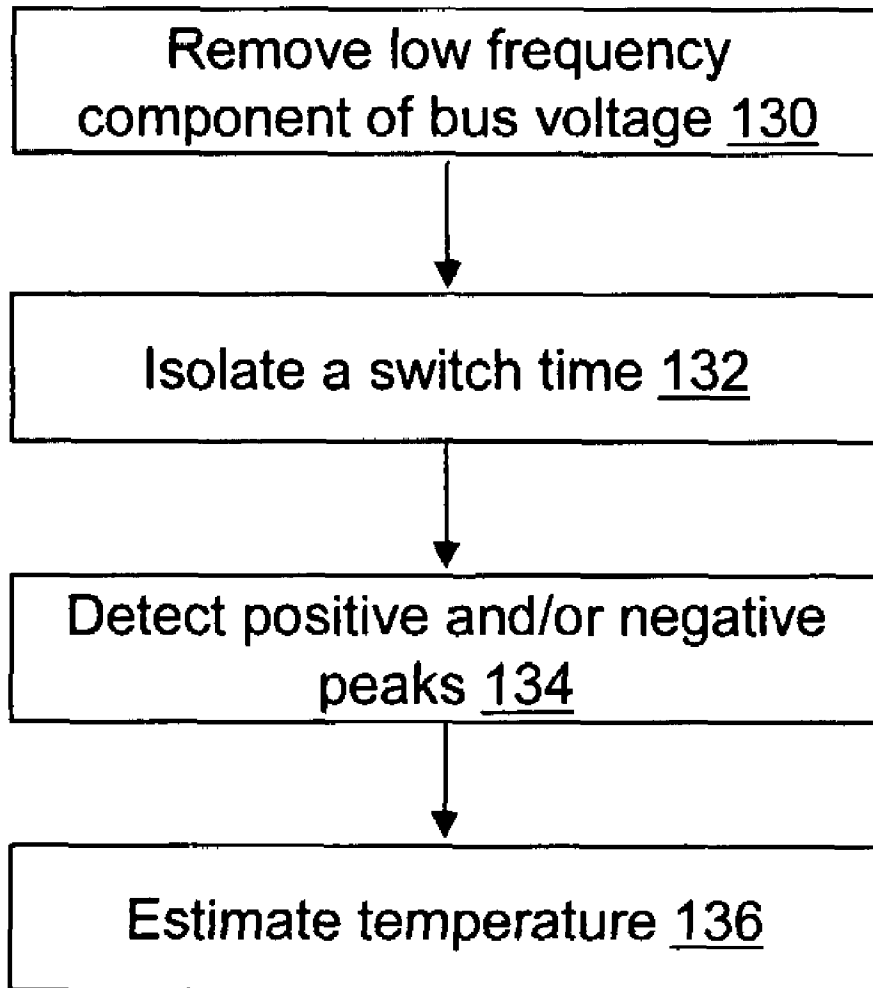 Remove low frequency
component of bus voltage 130
Isolate a switch time 132
Detect positive and/or negative
peaks 134
Estimate temperature 136